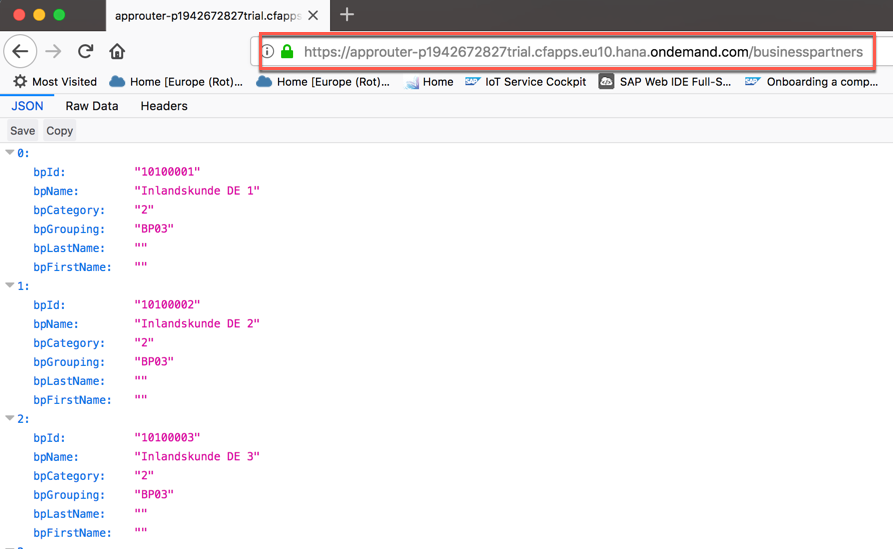 approuter-p1942672827trial.cfapps
https://approuter-p1942672827trial.cfapps.eu10.hana.ondemand.com/businesspartners
Most Visited Home [Europe (Rot)... Home [Europe (Rot)... Home IoT Service Cockpit SAP Web IDE Full-S... Onboarding a comp...
JSON Raw Data Headers
Save Copy
0:
bpId: "10100001"
bpName: "Inlandskunde DE 1"
bpCategory: "2"
bpGrouping: "BP03"
bpLastName: ""
bpFirstName: ""
1:
bpId: "10100002"
bpName: "Inlandskunde DE 2"
bpCategory: "2"
bpGrouping: "BP03"
bpLastName: ""
bpFirstName: ""
2:
bpId: "10100003"
bpName: "Inlandskunde DE 3"
bpCategory: "2"
bpGrouping: "BP03"
bpLastName: ""
bpFirstName: ""